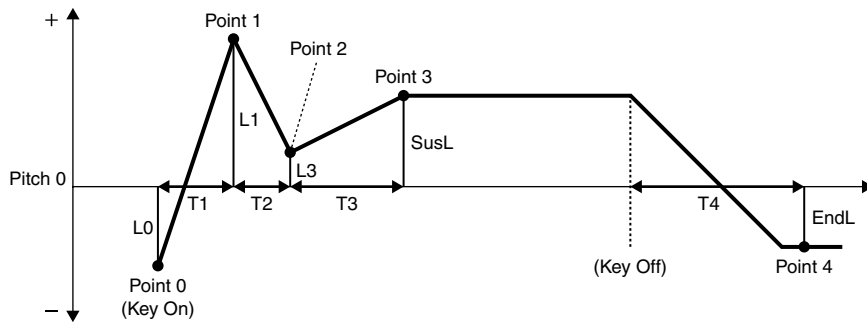 +
Point 1
Point 2
Point 3
L1
SusL
L3
Pitch 0
T1
T2
T3
T4
L0
EndL
Point 0
(Key On)
(Key Off)
Point 4
−